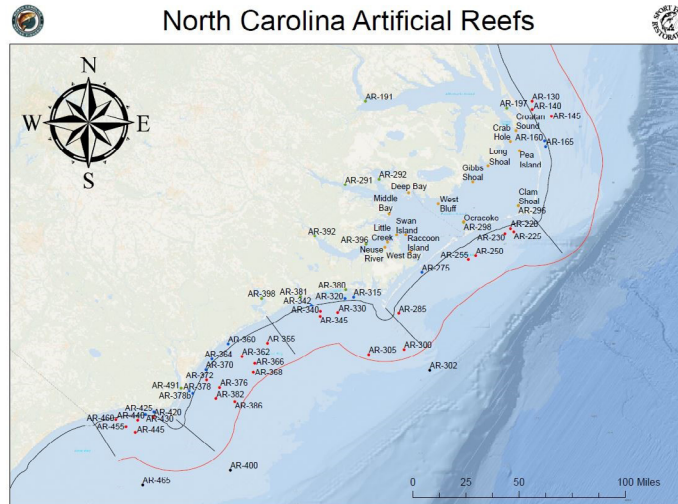 North Carolina Artificial Reefs
N
W E
S
AR-191
AR-130
AR-197
AR-140
AR-145
Croatan
Sound
Crab
Hole
AR-160
AR-165
Long
Shoal
Pea
Island
Gibbs
Shoal
AR-291
AR-292
Deep Bay
West
Bluff
Clam
Shoal
AR-296
Middle
Bay
Ocracoke
AR-298
AR-220
AR-230
AR-225
AR-392
AR-396
Little
Creek
Swan
Island
Raccoon
Island
Neuse
River
West Bay
AR-255
AR-250
AR-275
AR-398
AR-381
AR-380
AR-342
AR-320
AR-315
AR-340
AR-330
AR-345
AR-285
AR-360
AR-355
AR-300
AR-305
AR-364
AR-362
AR-302
AR-370
AR-366
AR-372
AR-368
AR-491
AR-378
AR-376
AR-378b
AR-382
AR-386
AR-425
AR-420
AR-460
AR-440
AR-430
AR-455
AR-445
AR-400
AR-465
0 25 50 100 Miles